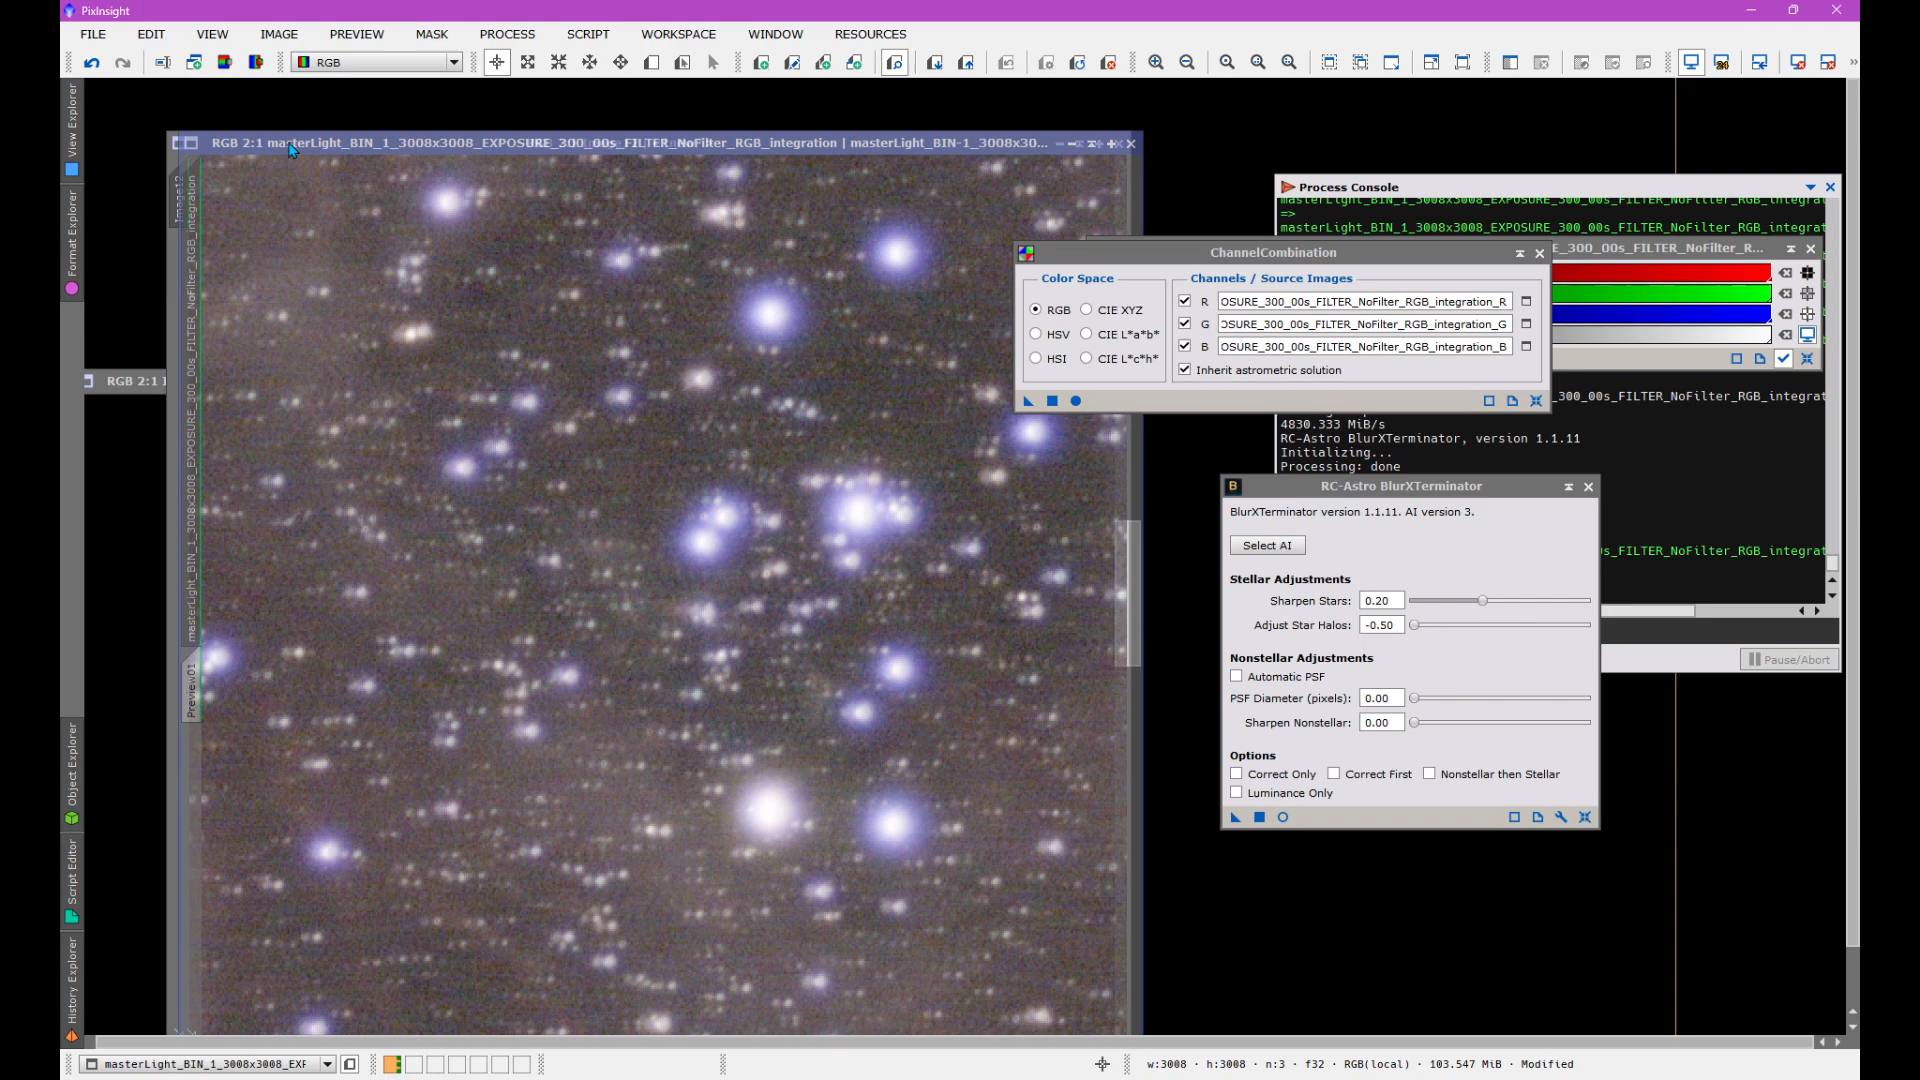 PixInsight
FILE EDIT VIEW IMAGE PREVIEW MASK PROCESS SCRIPT WORKSPACE WINDOW RESOURCES
RGB
View Explorer
Format Explorer
Object Explorer
Script Editor
History Explorer
RGB 2:1 masterLight_BIN_1_3008x3008_EXPOSURE_300_00s_FILTER_NoFilter_RGB_integration | masterLight_BIN-1_3008x30...
Image12
masterLight_BIN_1_3008x3008_EXPOSURE_300_00s_FILTER_NoFilter_RGB_integration
Preview01
RGB 2:1
Process Console
masterLight_BIN_1_3008x3008_EXPOSURE_300_00s_FILTER_NoFilter_RGB_integrat
=>
masterLight_BIN_1_3008x3008_EXPOSURE_300_00s_FILTER_NoFilter_RGB_integrat
E_300_00s_FILTER_NoFilter_R...
ChannelCombination
Color Space
RGB CIE XYZ
HSV CIE L*a*b*
HSI CIE L*c*h*
Channels / Source Images
R OSURE_300_00s_FILTER_NoFilter_RGB_integration_R
G OSURE_300_00s_FILTER_NoFilter_RGB_integration_G
B OSURE_300_00s_FILTER_NoFilter_RGB_integration_B
Inherit astrometric solution
_300_00s_FILTER_NoFilter_RGB_integrat
4830.333 MiB/s
RC-Astro BlurXTerminator, version 1.1.11
Initializing...
Processing: done
s_FILTER_NoFilter_RGB_integrat
Pause/Abort
B
RC-Astro BlurXTerminator
BlurXTerminator version 1.1.11. AI version 3.
Select AI
Stellar Adjustments
Sharpen Stars: 0.20
Adjust Star Halos: -0.50
Nonstellar Adjustments
Automatic PSF
PSF Diameter (pixels): 0.00
Sharpen Nonstellar: 0.00
Options
Correct Only Correct First Nonstellar then Stellar
Luminance Only
masterLight_BIN_1_3008x3008_EXF
w:3008 · h:3008 · n:3 · f32 · RGB(local) · 103.547 MiB · Modified